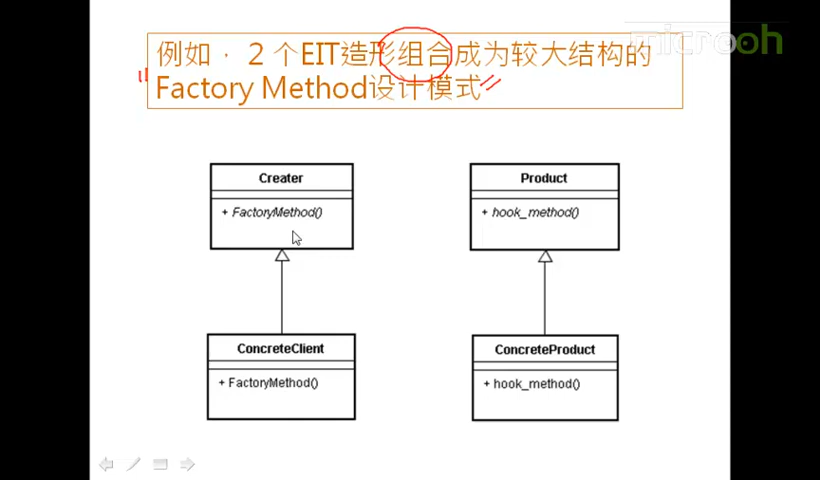 microoh
例如，２个EIT造形组合成为较大结构的
Factory Method设计模式
Creater
+ FactoryMethod()
Product
+ hook_method()
ConcreteClient
+ FactoryMethod()
ConcreteProduct
+ hook_method()